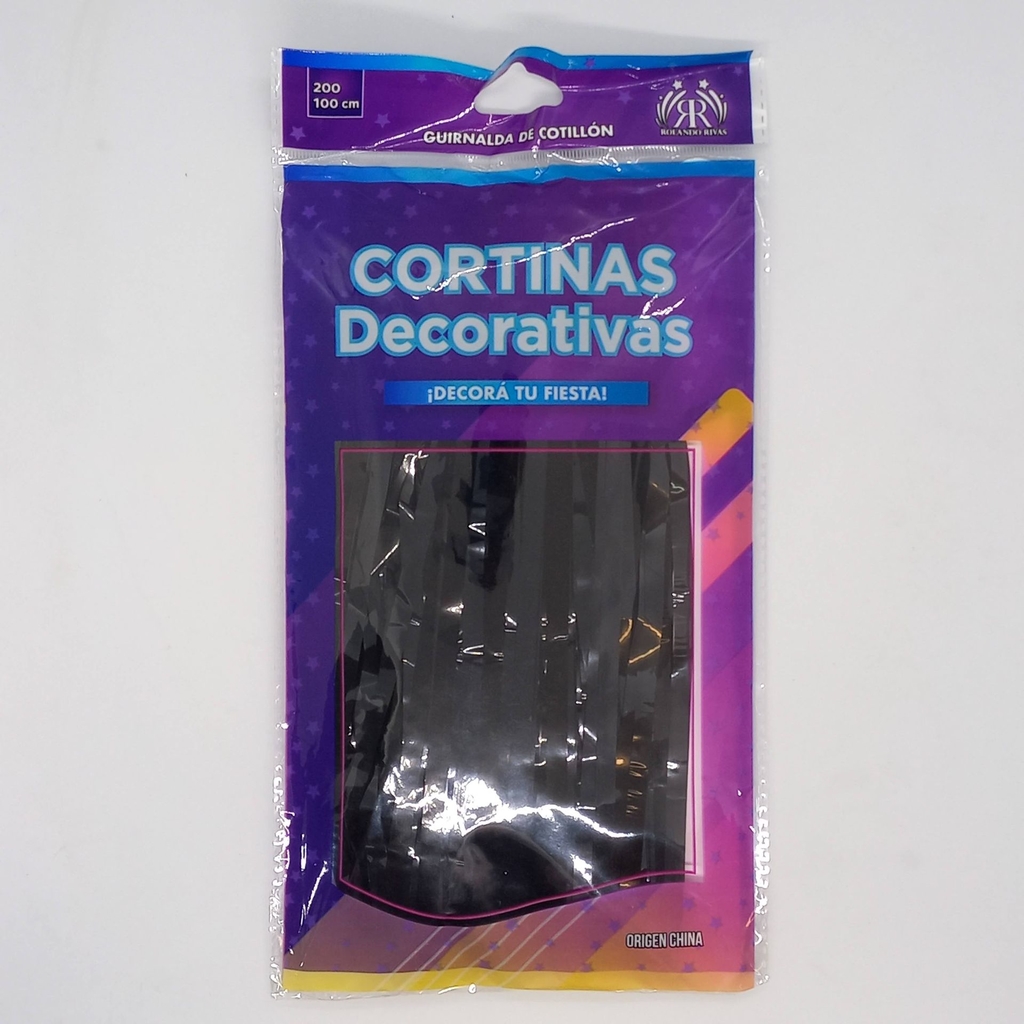 200
100 cm
GUIRNALDA DE COTILLÓN
RR
ROLANDO RIVAS
CORTINAS
Decorativas
¡DECORÁ TU FIESTA!
ORIGEN CHINA